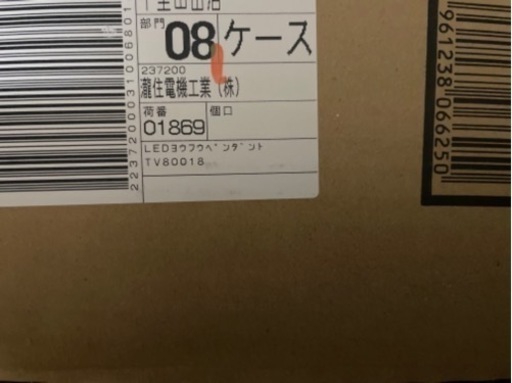 部門 08 ケース
237200
瀧住電機工業(株)
荷番 個口
01869
LEDヨウフウペンダント
TV80018
22372000031006801
961238066250